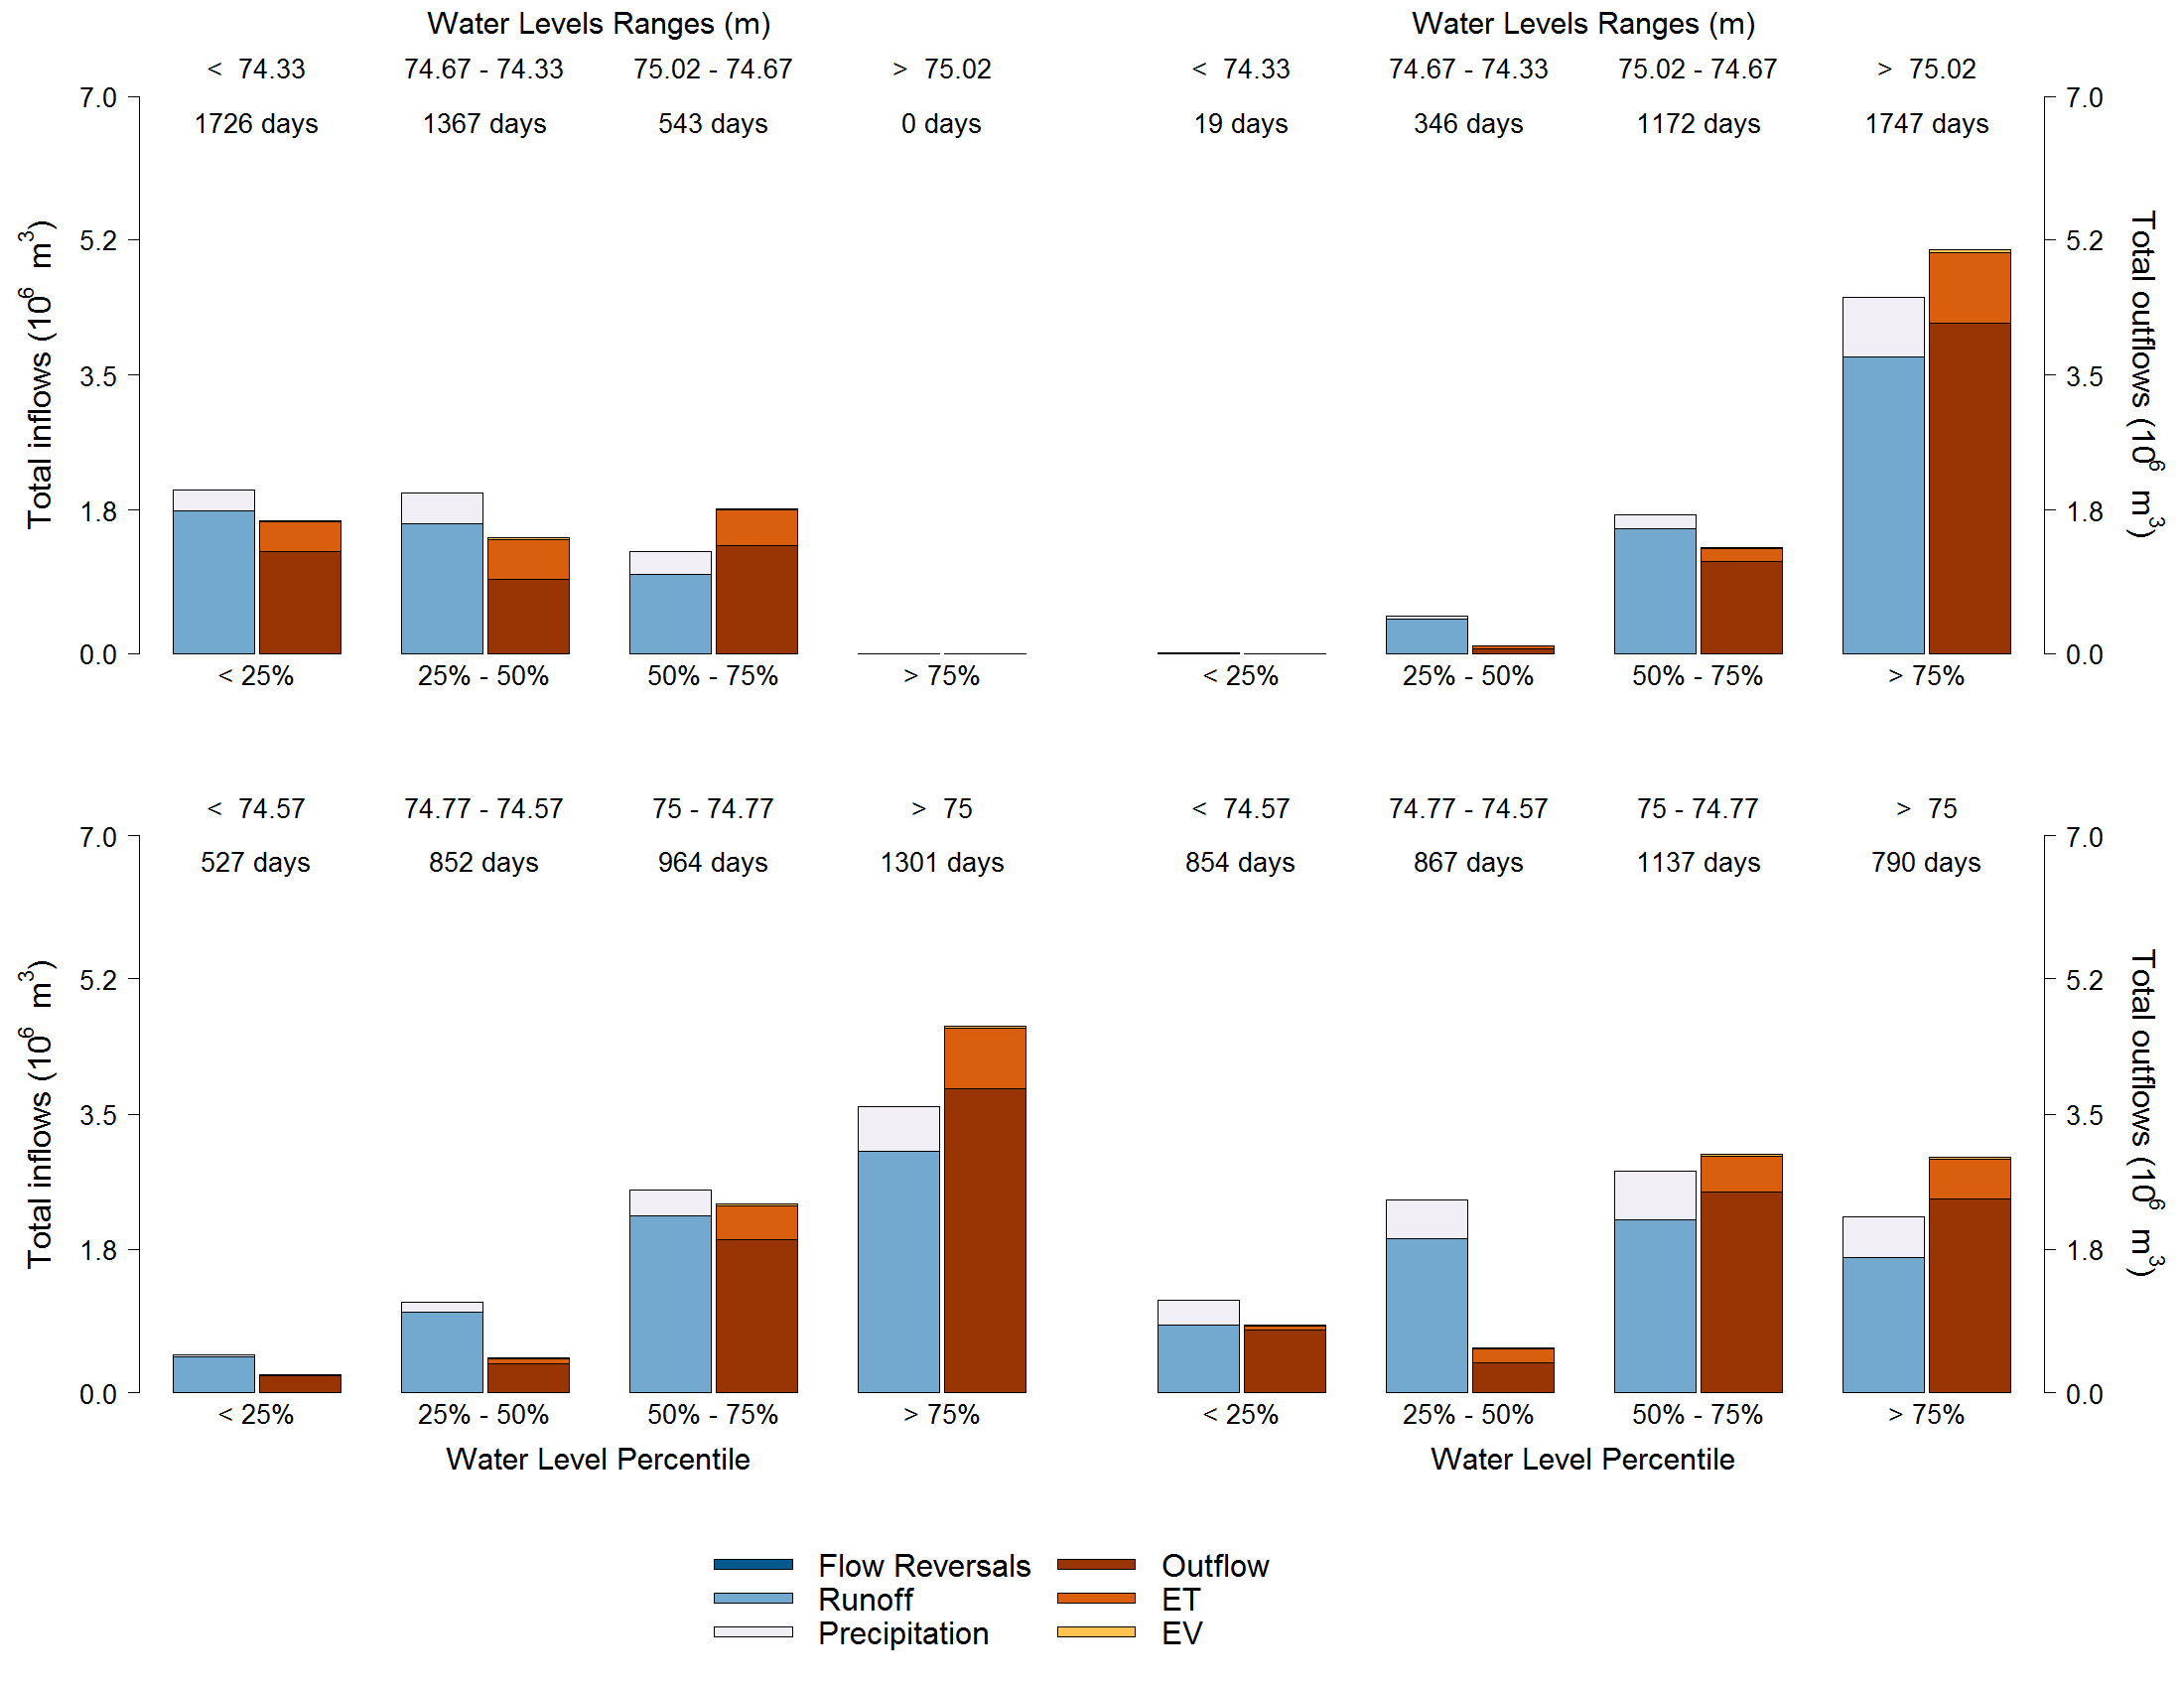 Water Levels Ranges (m) Water Levels Ranges (m)
< 74.33 74.67 - 74.33 75.02 - 74.67 > 75.02 < 74.33 74.67 - 74.33 75.02 - 74.67 > 75.02
7.0 7.0
1726 days 1367 days 543 days 0 days 19 days 346 days 1172 days 1747 days
5.2 5.2
Total inflows (10⁶ m³) Total outflows (10⁶ m³)
3.5 3.5
1.8 1.8
0.0 0.0
< 25% 25% - 50% 50% - 75% > 75% < 25% 25% - 50% 50% - 75% > 75%
< 74.57 74.77 - 74.57 75 - 74.77 > 75 < 74.57 74.77 - 74.57 75 - 74.77 > 75
7.0 7.0
527 days 852 days 964 days 1301 days 854 days 867 days 1137 days 790 days
5.2 5.2
Total inflows (10⁶ m³) Total outflows (10⁶ m³)
3.5 3.5
1.8 1.8
0.0 0.0
< 25% 25% - 50% 50% - 75% > 75% < 25% 25% - 50% 50% - 75% > 75%
Water Level Percentile Water Level Percentile
Flow Reversals Outflow
Runoff ET
Precipitation EV